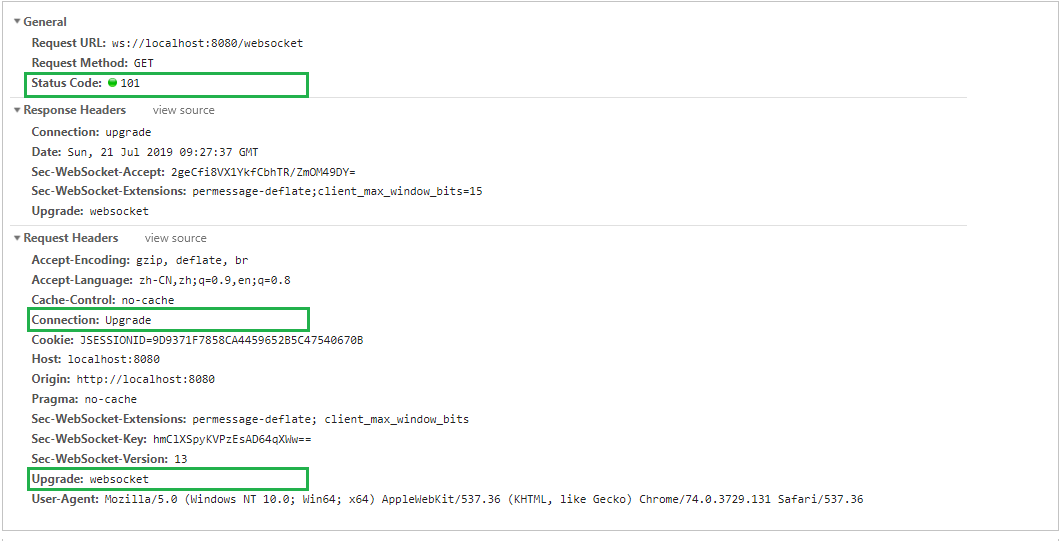 General
Request URL: ws://localhost:8080/websocket
Request Method: GET
Status Code: 101
Response Headers view source
Connection: upgrade
Date: Sun, 21 Jul 2019 09:27:37 GMT
Sec-WebSocket-Accept: 2geCfi8VX1YkfCbhTR/ZmOM49DY=
Sec-WebSocket-Extensions: permessage-deflate;client_max_window_bits=15
Upgrade: websocket
Request Headers view source
Accept-Encoding: gzip, deflate, br
Accept-Language: zh-CN,zh;q=0.9,en;q=0.8
Cache-Control: no-cache
Connection: Upgrade
Cookie: JSESSIONID=9D9371F7858CA4459652B5C47540670B
Host: localhost:8080
Origin: http://localhost:8080
Pragma: no-cache
Sec-WebSocket-Extensions: permessage-deflate; client_max_window_bits
Sec-WebSocket-Key: hmClXSpyKVPzEsAD64qXWw==
Sec-WebSocket-Version: 13
Upgrade: websocket
User-Agent: Mozilla/5.0 (Windows NT 10.0; Win64; x64) AppleWebKit/537.36 (KHTML, like Gecko) Chrome/74.0.3729.131 Safari/537.36